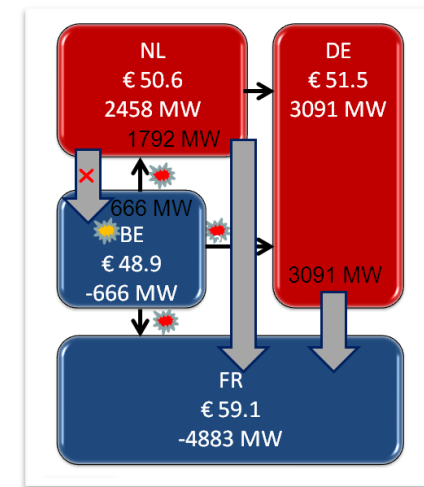 NL
€ 50.6
2458 MW
1792 MW
DE
€ 51.5
3091 MW
3091 MW
666 MW
BE
€ 48.9
-666 MW
FR
€ 59.1
-4883 MW